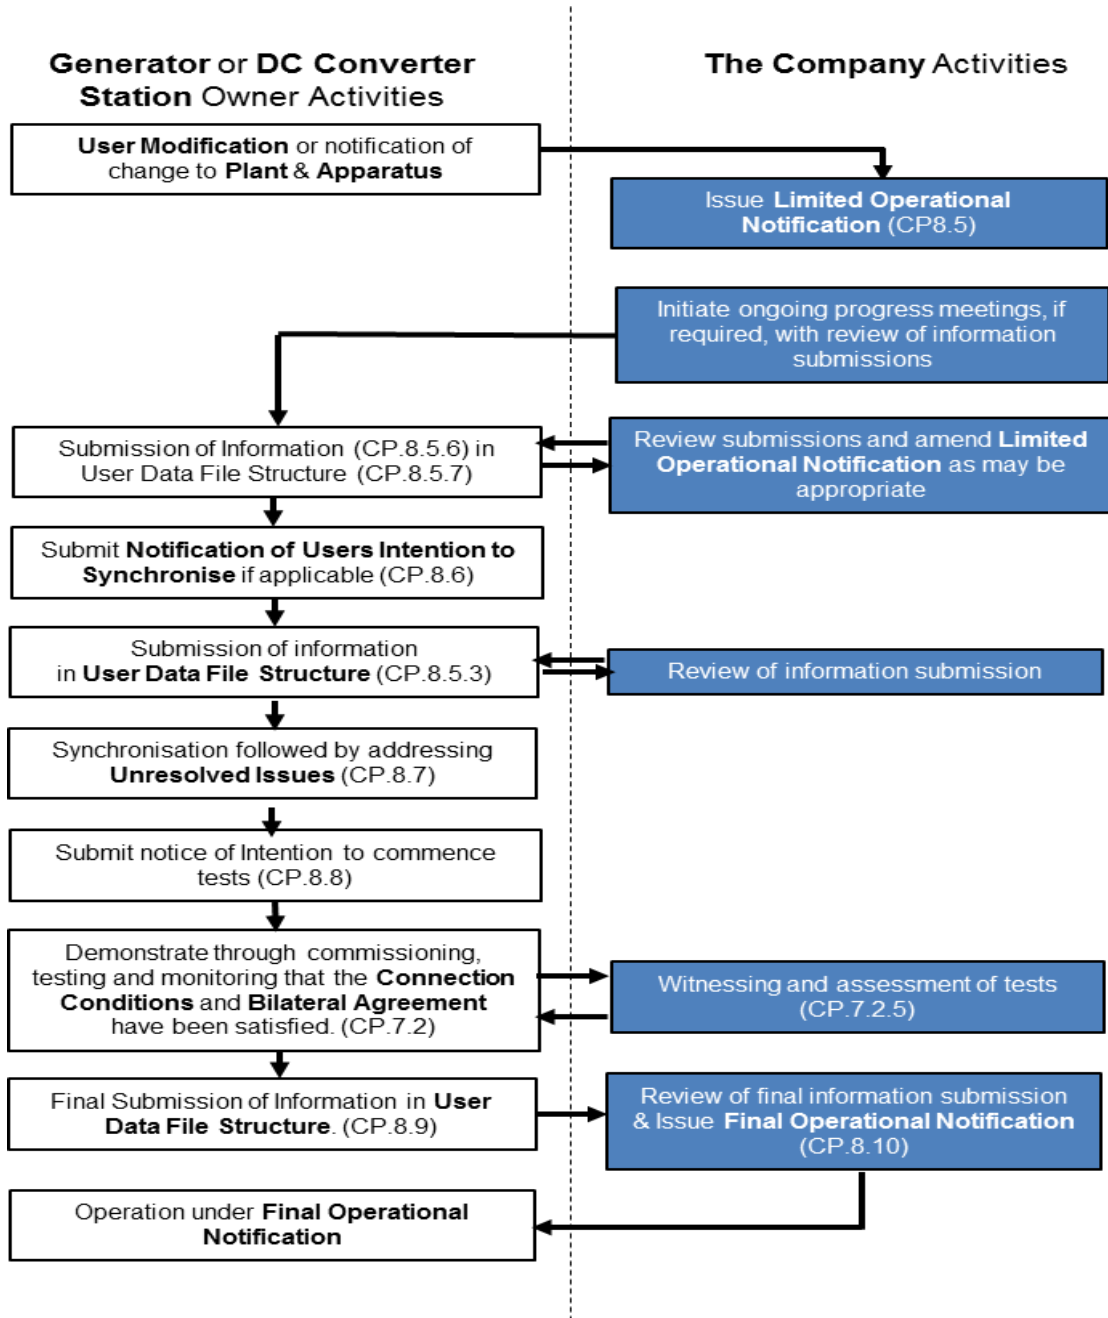 Generator or DC Converter
Station Owner Activities
The Company Activities
User Modification or notification of
change to Plant & Apparatus
Issue Limited Operational
Notification (CP8.5)
Initiate ongoing progress meetings, if
required, with review of information
submissions
Submission of Information (CP.8.5.6) in
User Data File Structure (CP.8.5.7)
Review submissions and amend Limited
Operational Notification as may be
appropriate
Submit Notification of Users Intention to
Synchronise if applicable (CP.8.6)
Submission of information
in User Data File Structure (CP.8.5.3)
Review of information submission
Synchronisation followed by addressing
Unresolved Issues (CP.8.7)
Submit notice of Intention to commence
tests (CP.8.8)
Demonstrate through commissioning,
testing and monitoring that the Connection
Conditions and Bilateral Agreement
have been satisfied. (CP.7.2)
Witnessing and assessment of tests
(CP.7.2.5)
Final Submission of Information in User
Data File Structure. (CP.8.9)
Review of final information submission
& Issue Final Operational Notification
(CP.8.10)
Operation under Final Operational
Notification